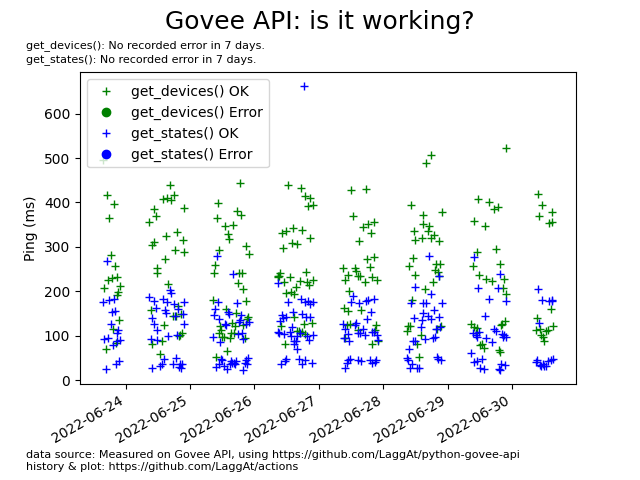 Govee API: is it working?
get_devices(): No recorded error in 7 days.
get_states(): No recorded error in 7 days.
get_devices() OK
get_devices() Error
get_states() OK
get_states() Error
Ping (ms)
600
500
400
300
200
100
0
2022-06-24
2022-06-25
2022-06-26
2022-06-27
2022-06-28
2022-06-29
2022-06-30
data source: Measured on Govee API, using https://github.com/LaggAt/python-govee-api
history & plot: https://github.com/LaggAt/actions